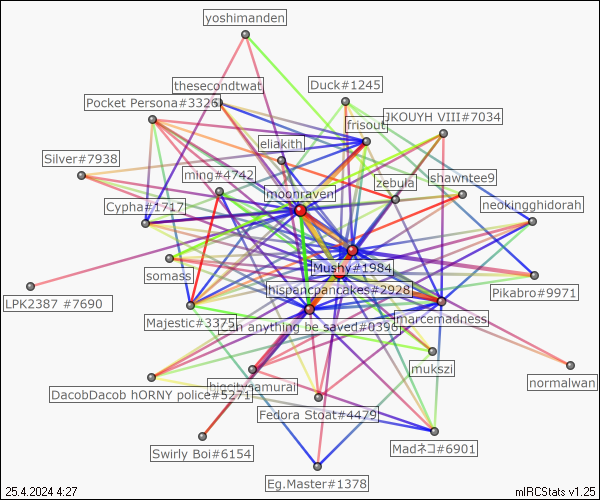 yoshimanden
thesecondtwat
Duck#1245
Pocket Persona#3326
JKOUYH VIII#7034
frisout
eliakith
Silver#7938
ming#4742
zebula
shawntee9
moonraven
Cypha#1717
neokingghidorah
somass
Mushy#1984
hispancpancakes#2928
Pikabro#9971
LPK2387 #7690
Majestic#3375
anything be saved#0396
marcemadness
mukszi
normalwan
bigcitysamurai
DacobDacob hORNY police#5271
Fedora Stoat#4479
Swirly Boi#6154
Madネコ#6901
Eg.Master#1378
25.4.2024 4:27
mIRCStats v1.25